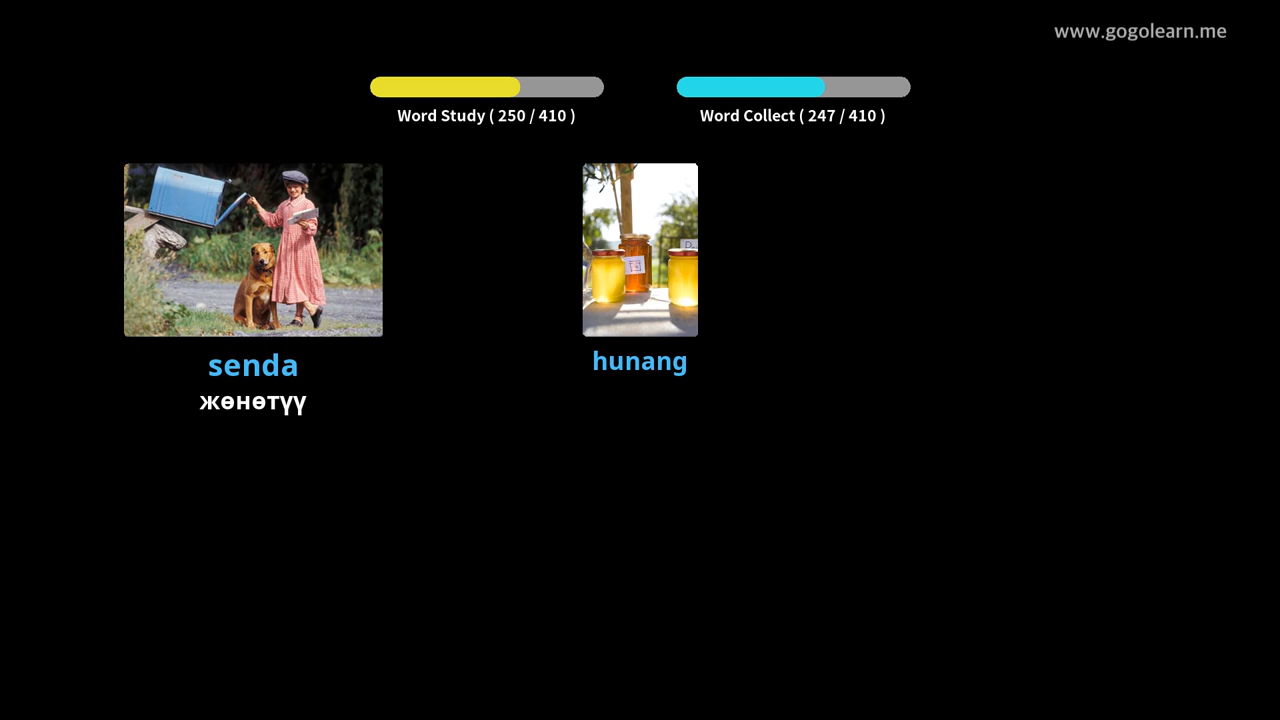 www.gogolearn.me
Word Study ( 250 / 410 )
Word Collect ( 247 / 410 )
senda
жөнөтүү
hunang